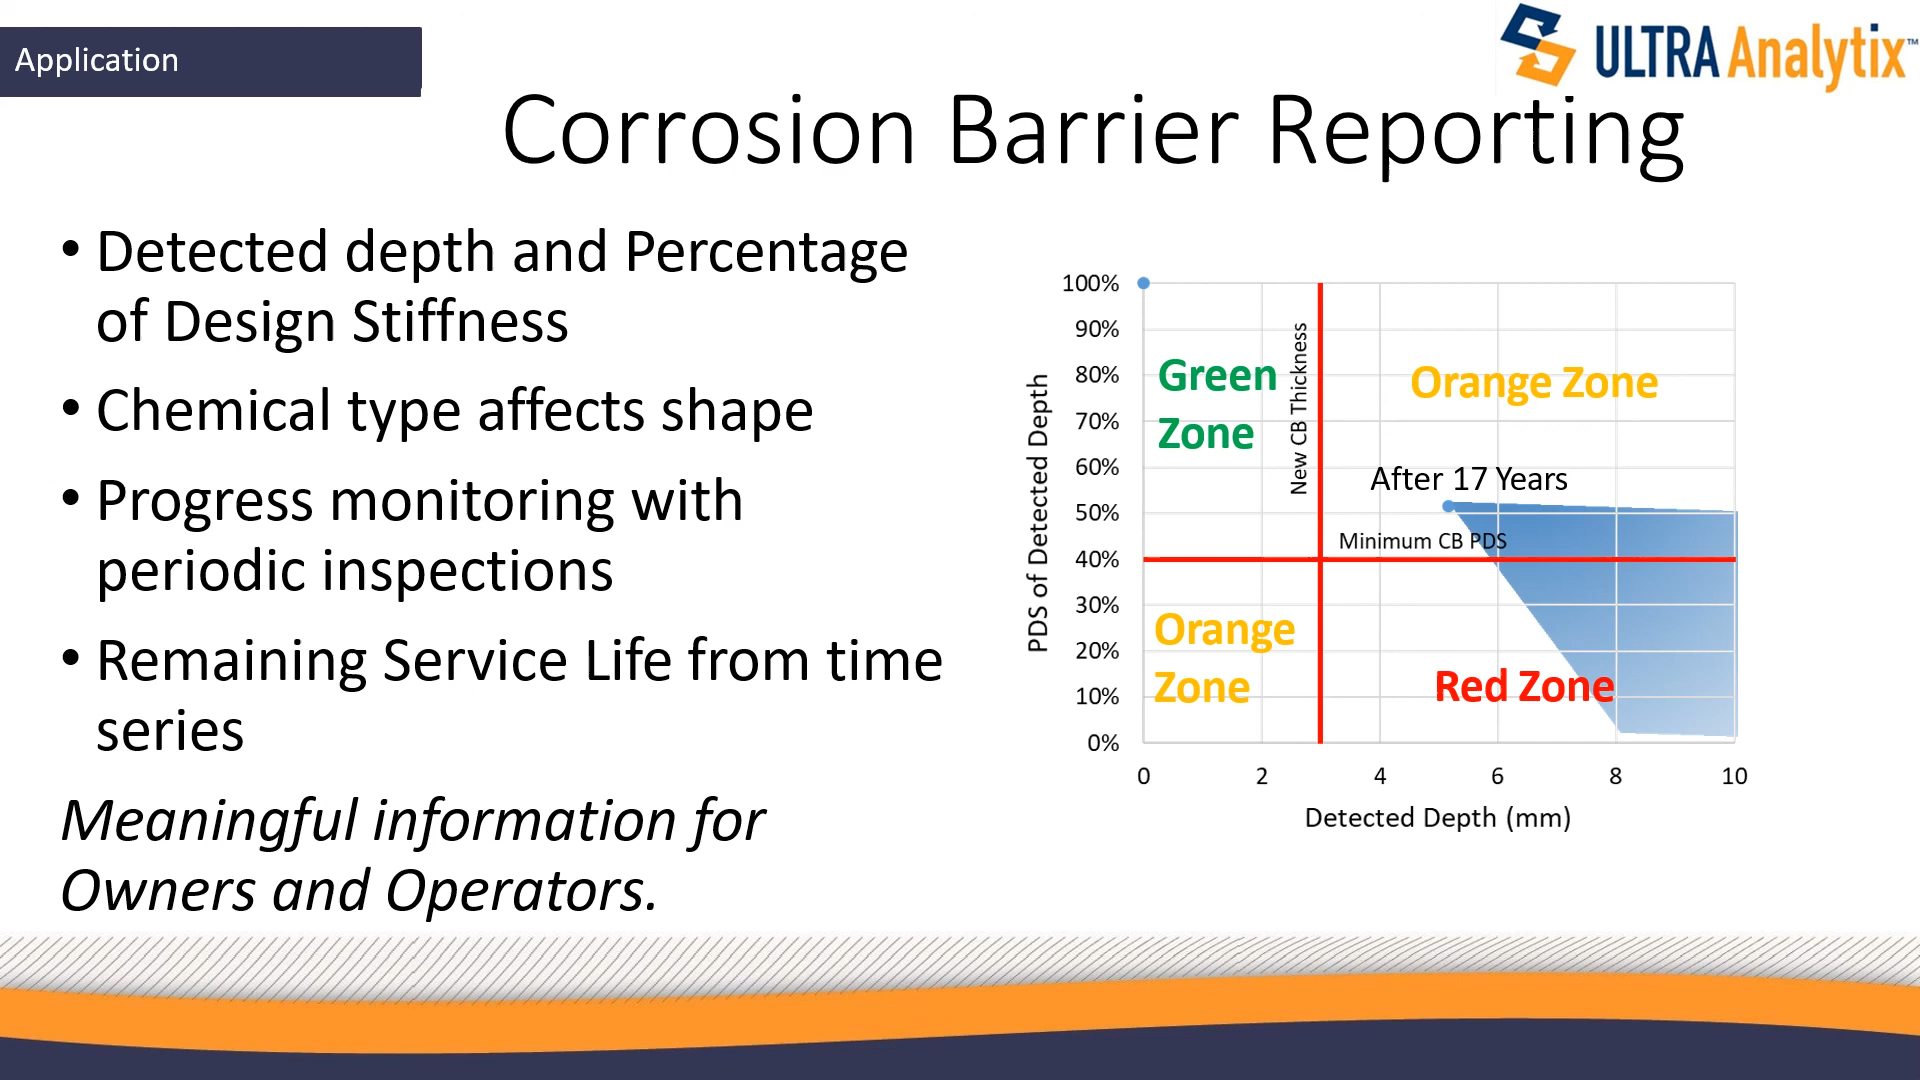 Application
ULTRA Analytix™
Corrosion Barrier Reporting
• Detected depth and Percentage
of Design Stiffness
• Chemical type affects shape
• Progress monitoring with
periodic inspections
• Remaining Service Life from time
series
Meaningful information for
Owners and Operators.
PDS of Detected Depth
100%
90%
80%
70%
60%
50%
40%
30%
20%
10%
0%
Green
Zone
New CB Thickness
Orange Zone
After 17 Years
Minimum CB PDS
Orange
Zone
Red Zone
0 2 4 6 8 10
Detected Depth (mm)